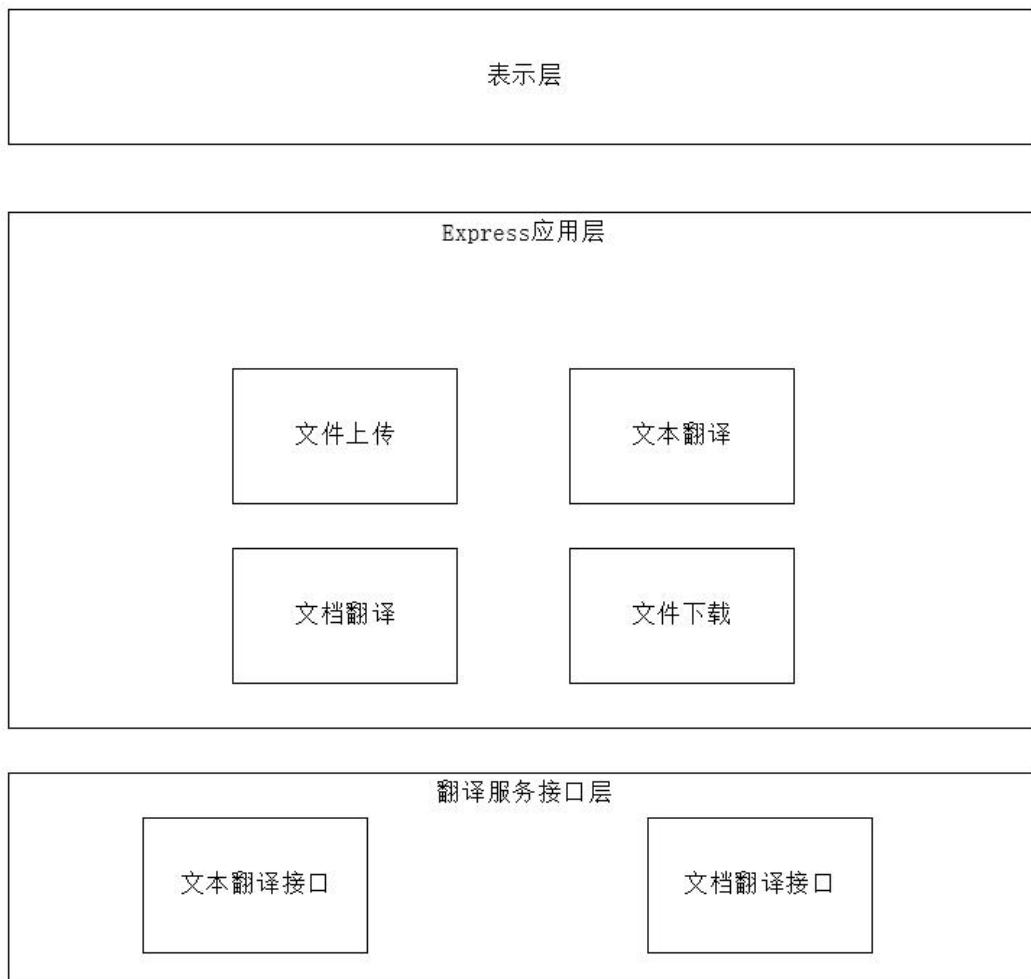 表示层
Express应用层
文件上传
文本翻译
文档翻译
文件下载
翻译服务接口层
文本翻译接口
文档翻译接口